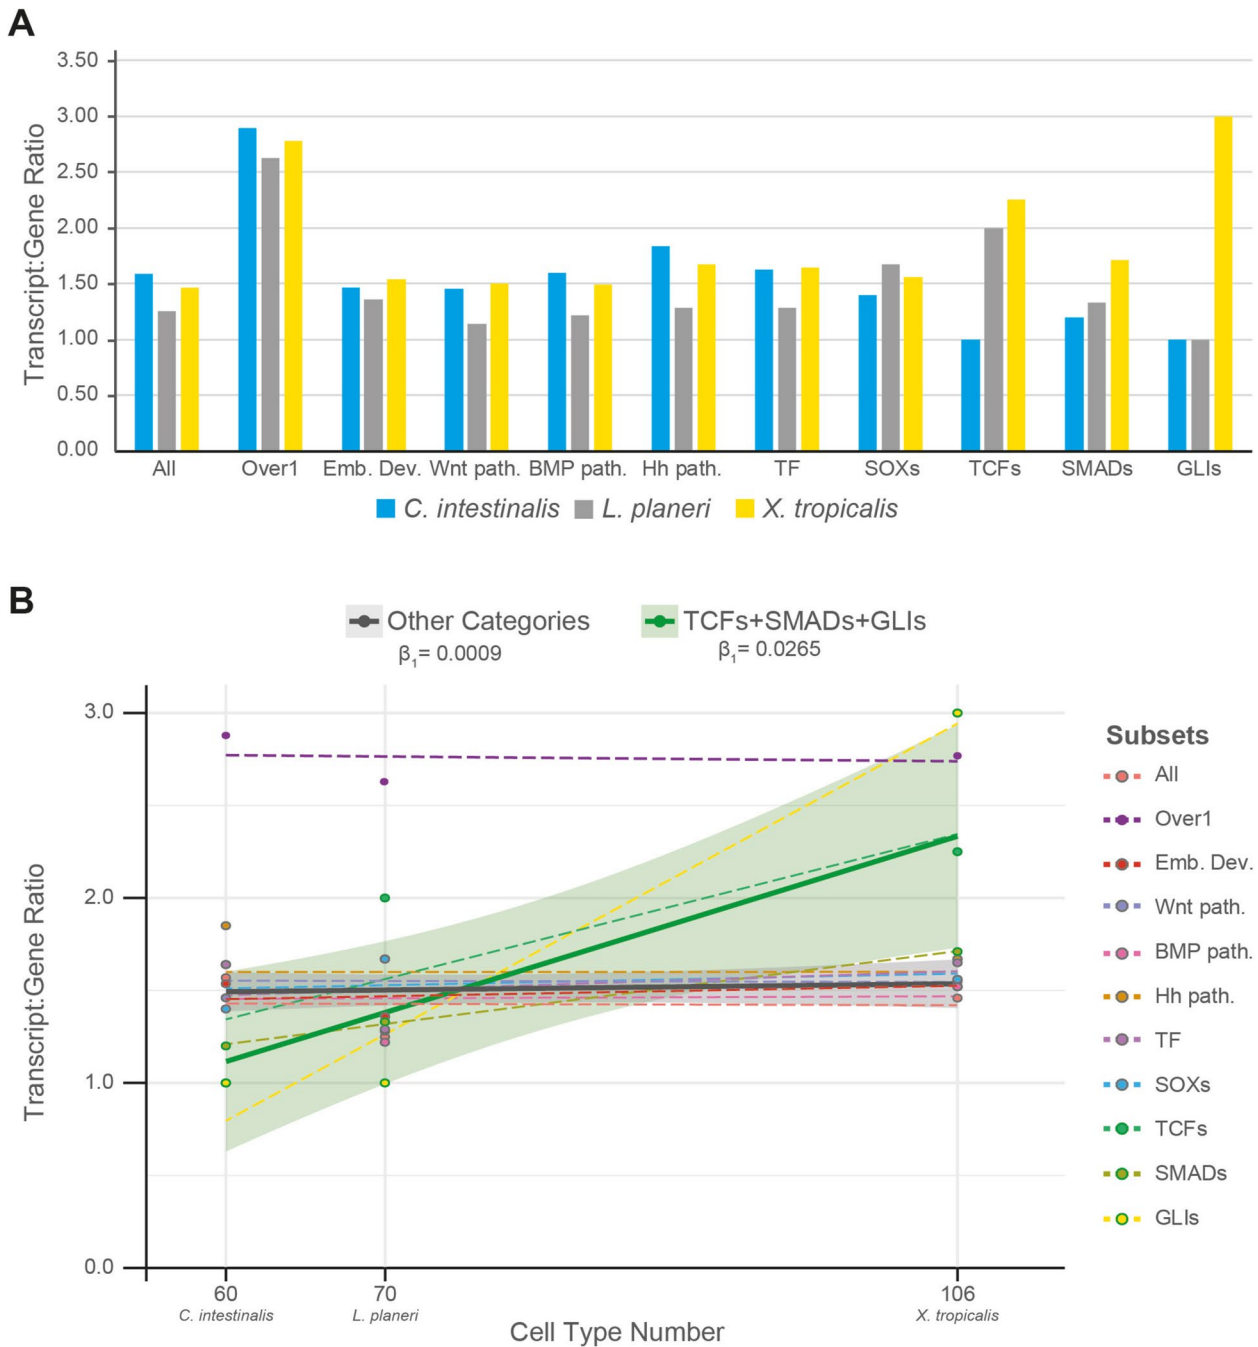 A
3.50
3.00
2.50
2.00
1.50
1.00
0.50
0.00
Transcript:Gene Ratio
All Over1 Emb. Dev. Wnt path. BMP path. Hh path. TF SOXs TCFs SMADs GLIs
C. intestinalis L. planeri X. tropicalis
B
Other Categories TCFs+SMADs+GLIs
β1= 0.0009 β1= 0.0265
3.0
2.0
1.0
0.0
Transcript:Gene Ratio
60 70 106
C. intestinalis L. planeri X. tropicalis
Cell Type Number
Subsets
All
Over1
Emb. Dev.
Wnt path.
BMP path.
Hh path.
TF
SOXs
TCFs
SMADs
GLIs